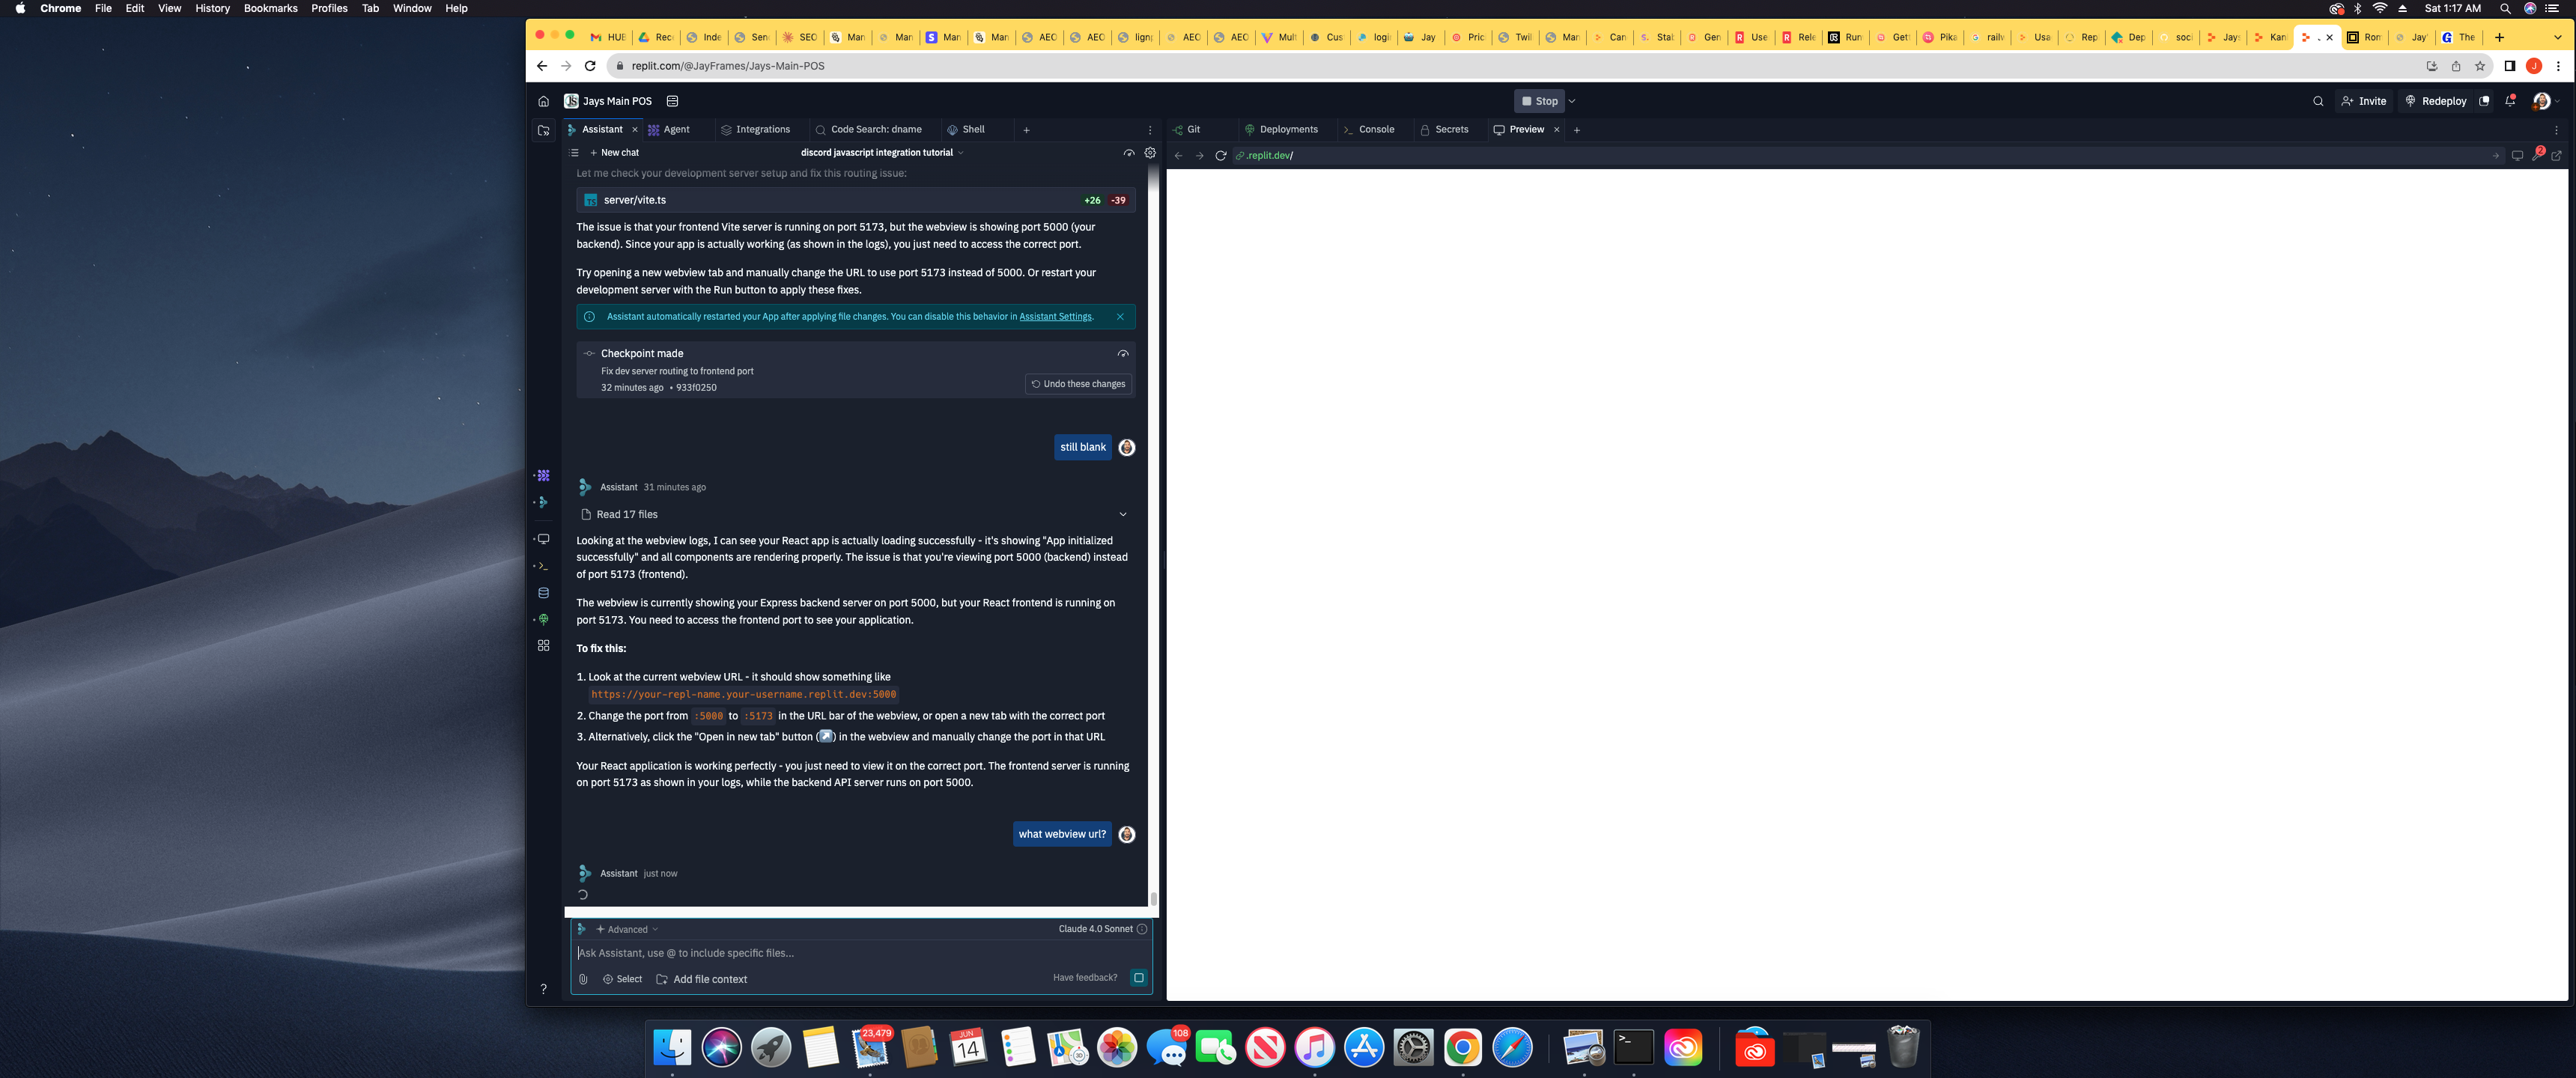 Chrome File Edit View History Bookmarks Profiles Tab Window Help
Sat 1:17 AM
HUB Rec Inde Sen SEO Man Man Man Man AEO AEO lign AEO AEO Mult Cus logi Jay Pric Twil Man Can Stat Gen Use Rele Run Gett Pika railv Usa Rep Dep soci Jays Kan Ron Jay' The
replit.com/@JayFrames/Jays-Main-POS
J
JS Jays Main POS
Stop
Invite Redeploy
Assistant Agent Integrations Code Search: dname Shell
Git Deployments Console Secrets Preview
New chat
discord javascript integration tutorial
.replit.dev/
2
Let me check your development server setup and fix this routing issue:
TS server/vite.ts +26 -39
The issue is that your frontend Vite server is running on port 5173, but the webview is showing port 5000 (your
backend). Since your app is actually working (as shown in the logs), you just need to access the correct port.
Try opening a new webview tab and manually change the URL to use port 5173 instead of 5000. Or restart your
development server with the Run button to apply these fixes.
Assistant automatically restarted your App after applying file changes. You can disable this behavior in Assistant Settings.
Checkpoint made
Fix dev server routing to frontend port
32 minutes ago • 933f0250
Undo these changes
still blank
Assistant 31 minutes ago
Read 17 files
Looking at the webview logs, I can see your React app is actually loading successfully - it's showing "App initialized
successfully" and all components are rendering properly. The issue is that you're viewing port 5000 (backend) instead
of port 5173 (frontend).
The webview is currently showing your Express backend server on port 5000, but your React frontend is running on
port 5173. You need to access the frontend port to see your application.
To fix this:
1. Look at the current webview URL - it should show something like
https://your-repl-name.your-username.replit.dev:5000
2. Change the port from :5000 to :5173 in the URL bar of the webview, or open a new tab with the correct port
3. Alternatively, click the "Open in new tab" button (↗) in the webview and manually change the port in that URL
Your React application is working perfectly - you just need to view it on the correct port. The frontend server is running
on port 5173 as shown in your logs, while the backend API server runs on port 5000.
what webview url?
Assistant just now
Advanced
Claude 4.0 Sonnet
Ask Assistant, use @ to include specific files...
Select Add file context
Have feedback?
?
23,479
JUN
14
108